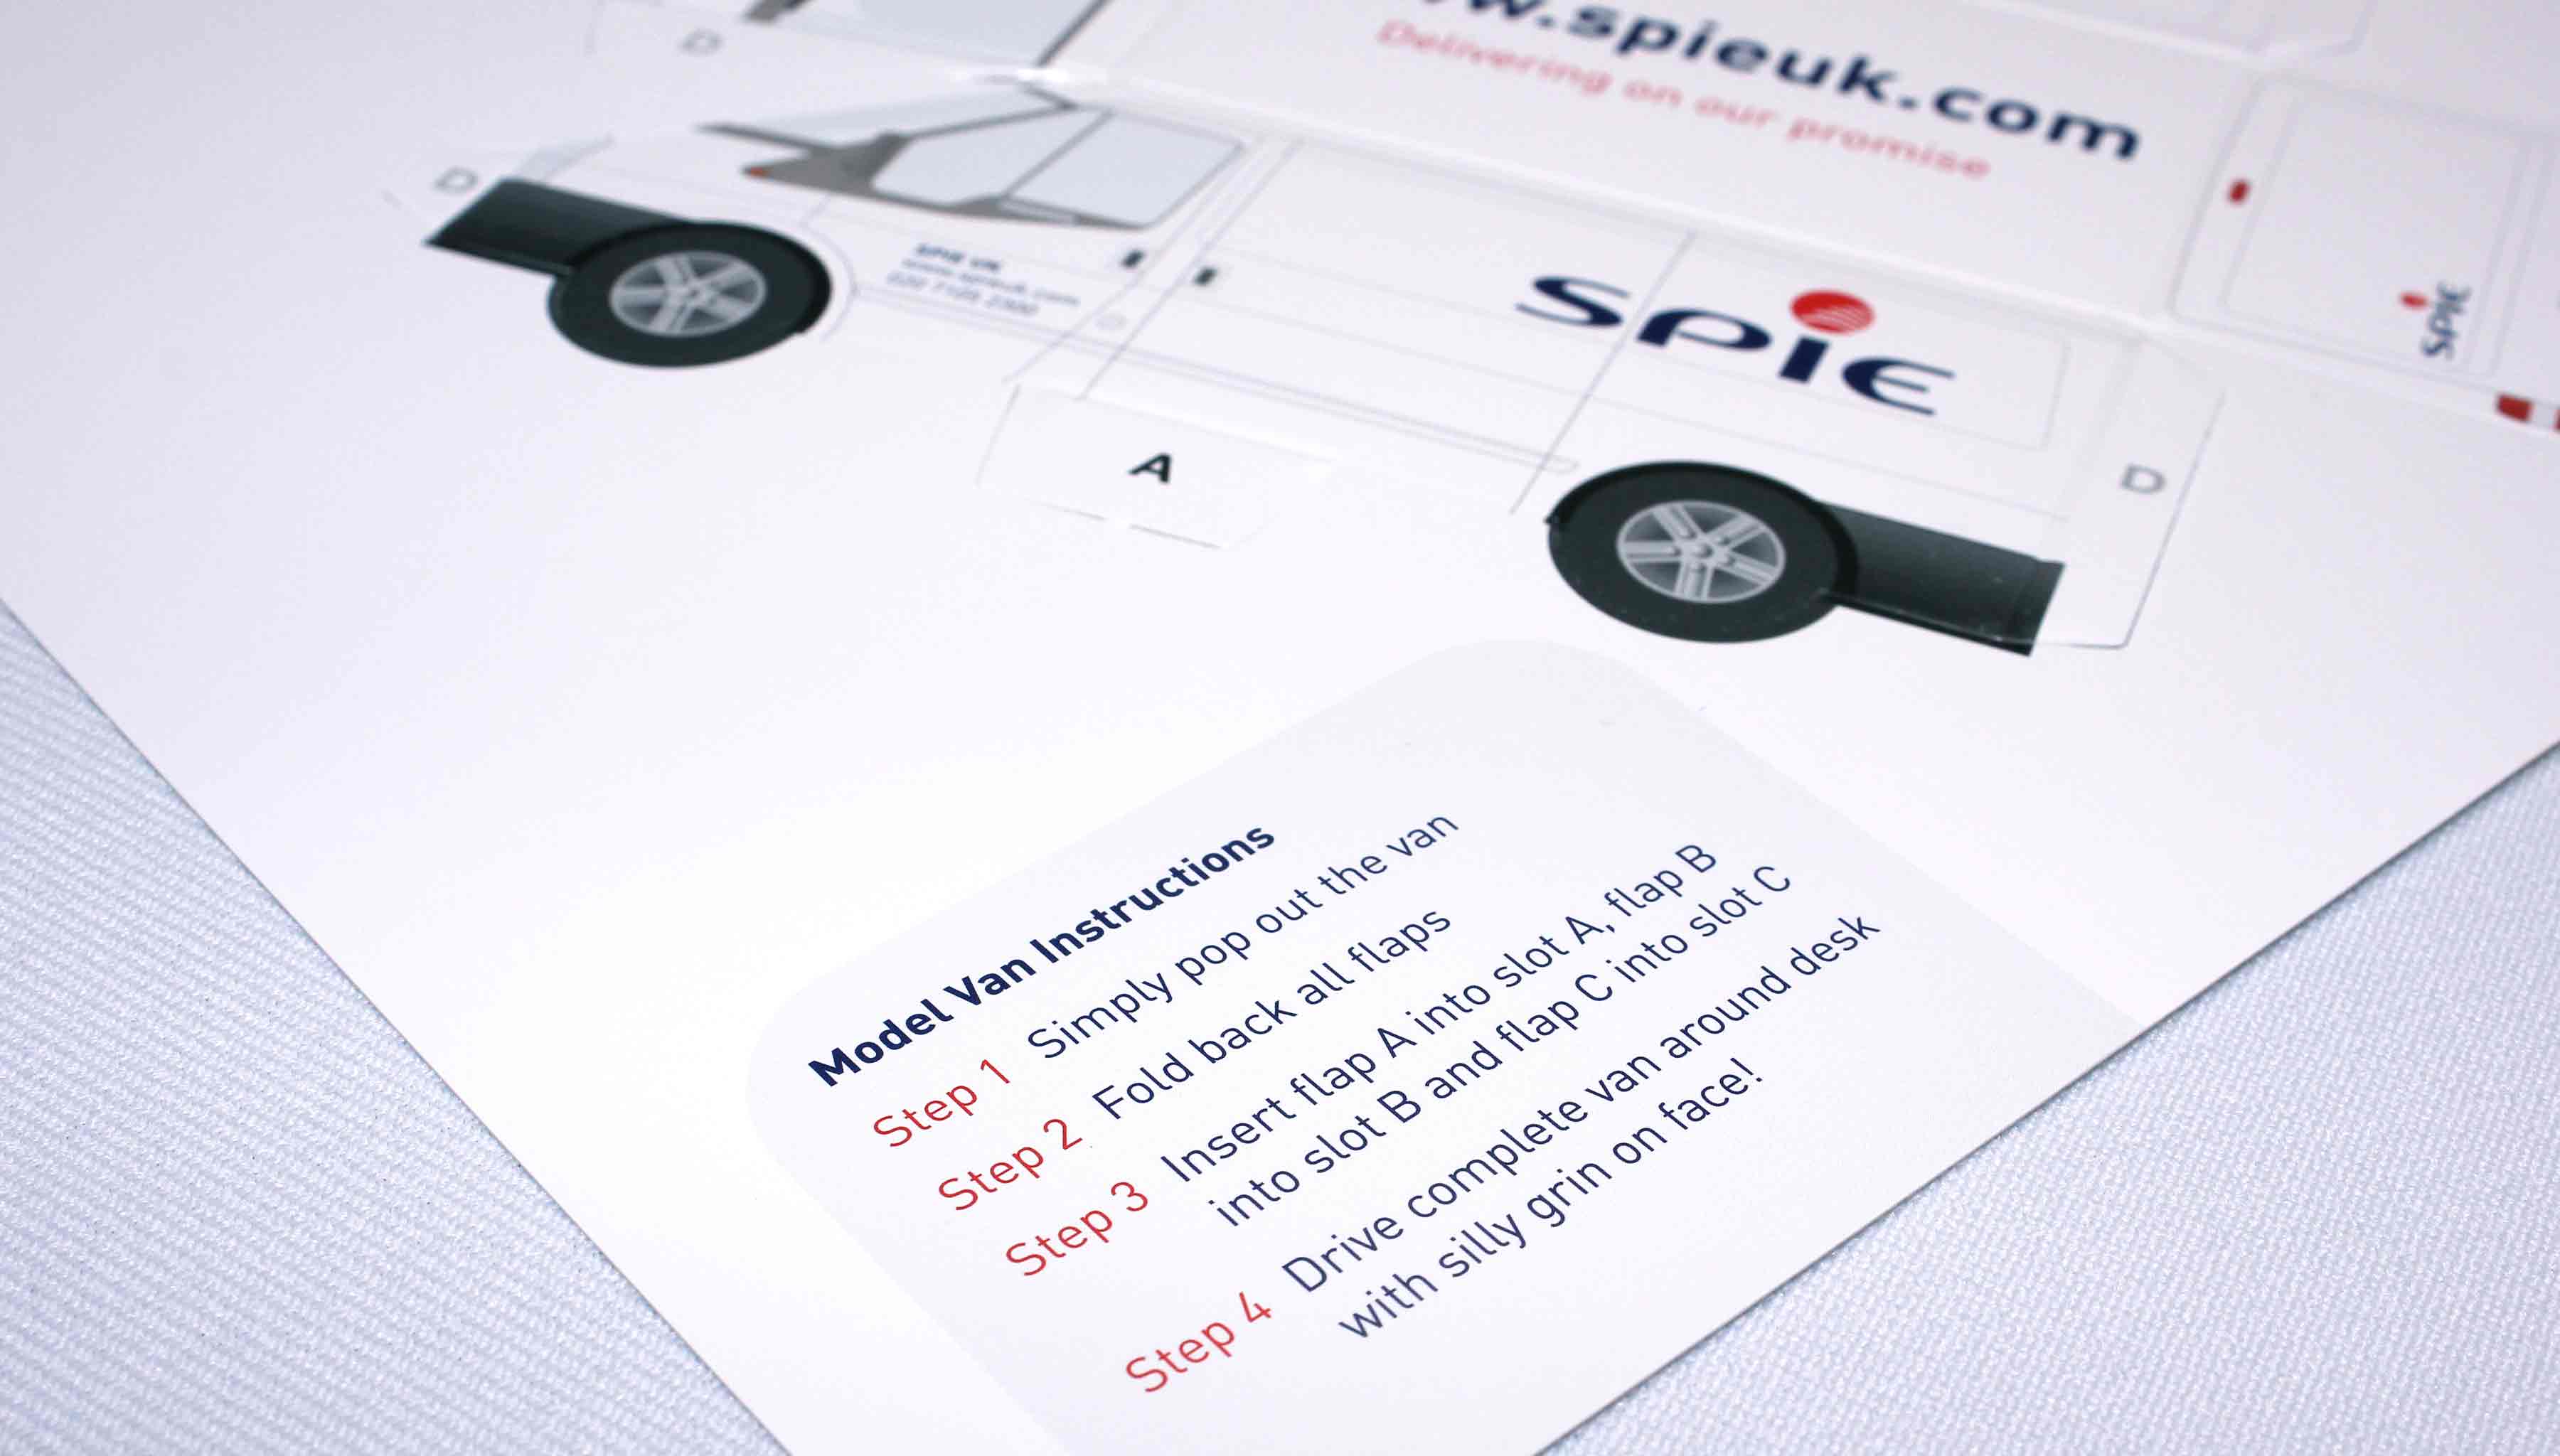 D
w.spieuk.com
Delivering on our promise
D
SPIE UK
www.spieuk.com
SPIE
SPIE
A
D
Model Van Instructions
Step 1 Simply pop out the van
Step 2 Fold back all flaps
Step 3 Insert flap A into slot A, flap B
into slot B and flap C into slot C
Step 4 Drive complete van around desk
with silly grin on face!